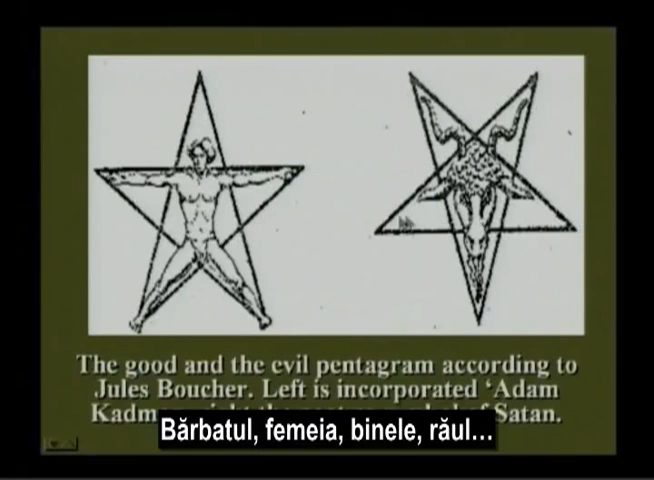 The good and the evil pentagram according to
Jules Boucher. Left is incorporated ‘Adam
Satan.
Bărbatul, femeia, binele, răul...